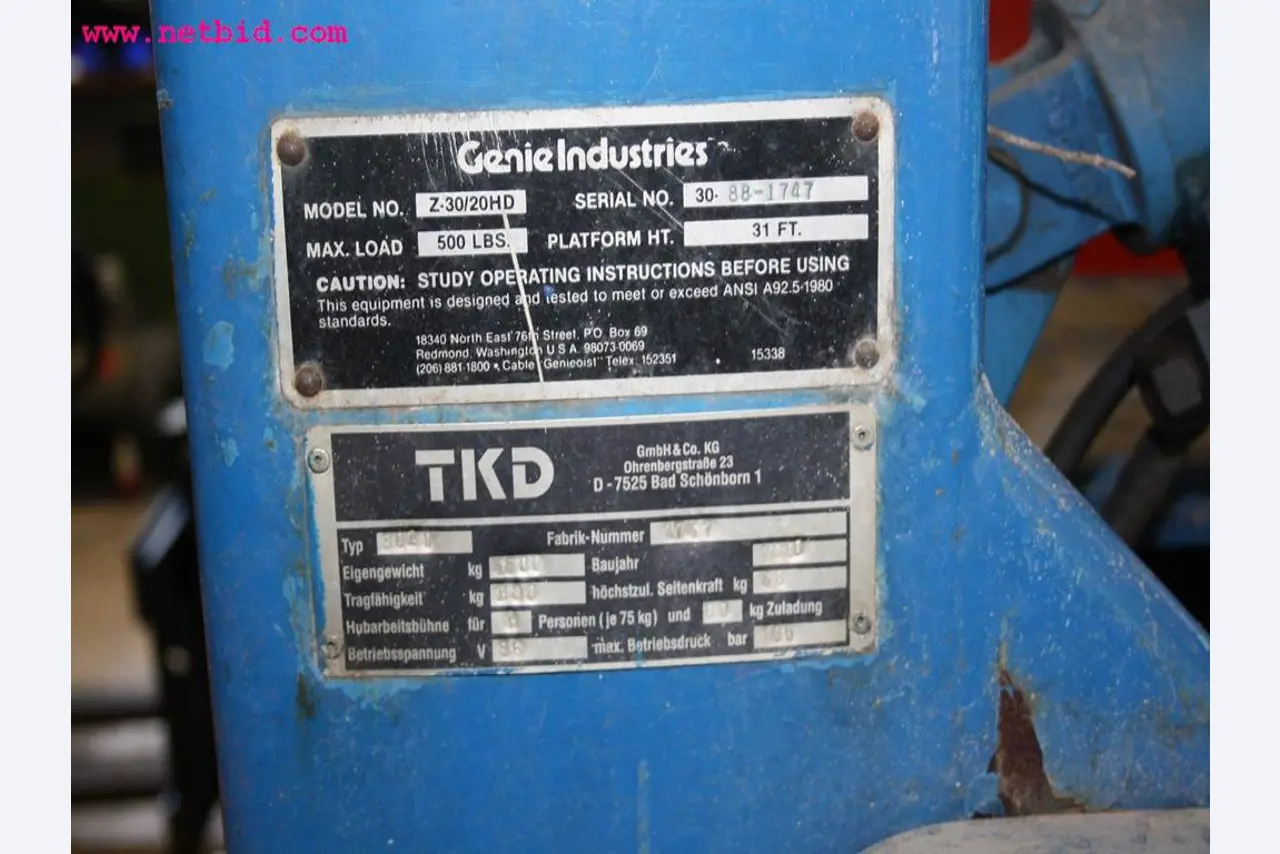 www.netbid.com
Genie Industries™
MODEL NO. Z-30/20HD SERIAL NO. 30- 88-1747
MAX. LOAD 500 LBS. PLATFORM HT. 31 FT.
CAUTION: STUDY OPERATING INSTRUCTIONS BEFORE USING
This equipment is designed and tested to meet or exceed ANSI A92.5-1980
standards.
18340 North East 76th Street, P.O. Box 69
Redmond, Washington U S A 98073-0069
(206) 881-1800 • Cable "Genieoist" Telex: 152351 15338
TKD
GmbH & Co. KG
Ohrenbergstraße 23
D - 7525 Bad Schönborn 1
Typ Fabrik-Nummer
Eigengewicht kg Baujahr
Tragfähigkeit kg höchstzul. Seitenkraft kg
Hubarbeitsbühne für Personen (je 75 kg) und kg Zuladung
Betriebsspannung V max. Betriebsdruck bar